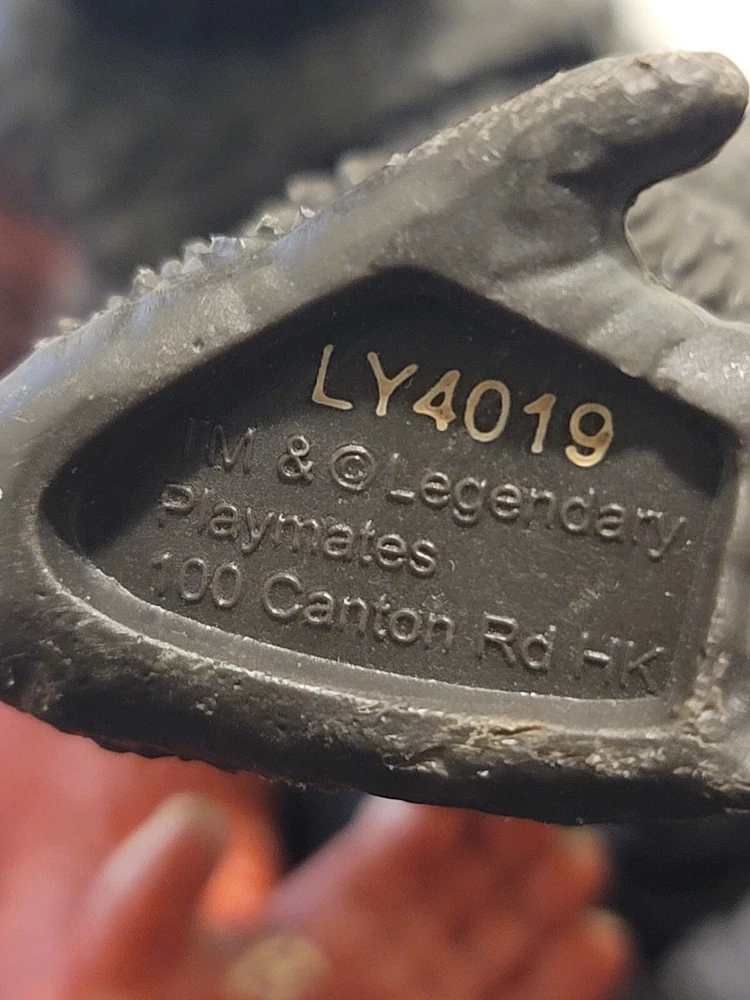 LY4019
TM & ©Legendary
Playmates
100 Canton Rd HK